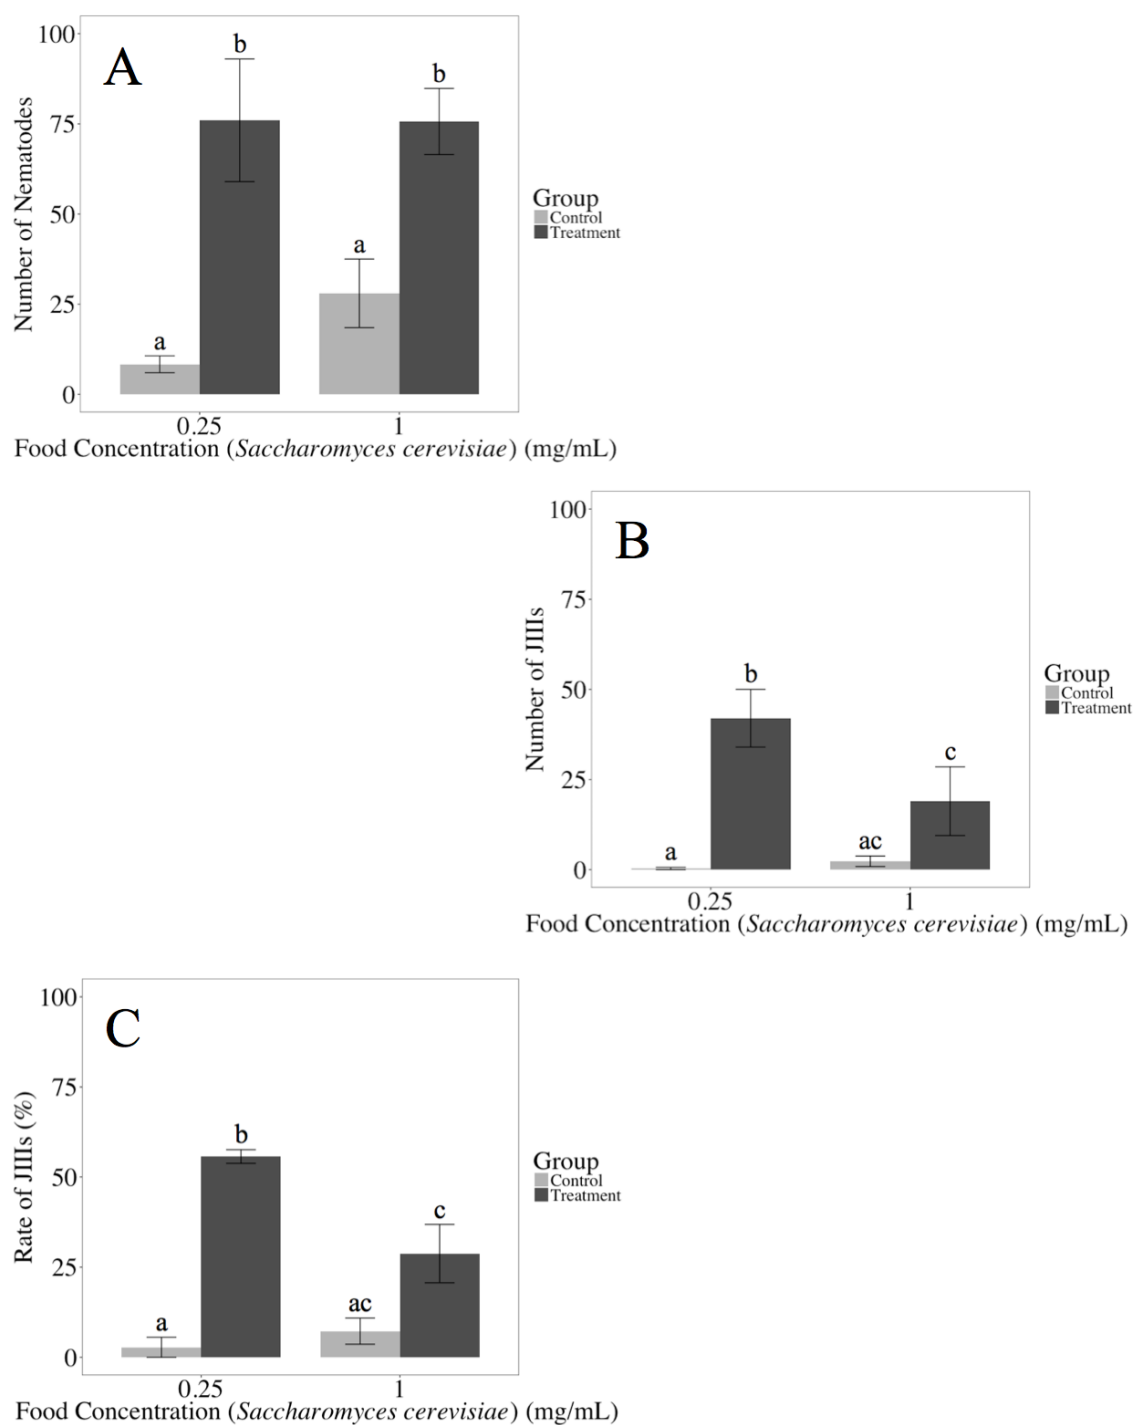 A
100
75
50
25
0
Number of Nematodes
a
b
a
b
0.25
1
Food Concentration (Saccharomyces cerevisiae) (mg/mL)
Group
Control
Treatment
B
100
75
50
25
0
Number of JIIIs
a
b
ac
c
0.25
1
Food Concentration (Saccharomyces cerevisiae) (mg/mL)
Group
Control
Treatment
C
100
75
50
25
0
Rate of JIIIs (%)
a
b
ac
c
0.25
1
Food Concentration (Saccharomyces cerevisiae) (mg/mL)
Group
Control
Treatment